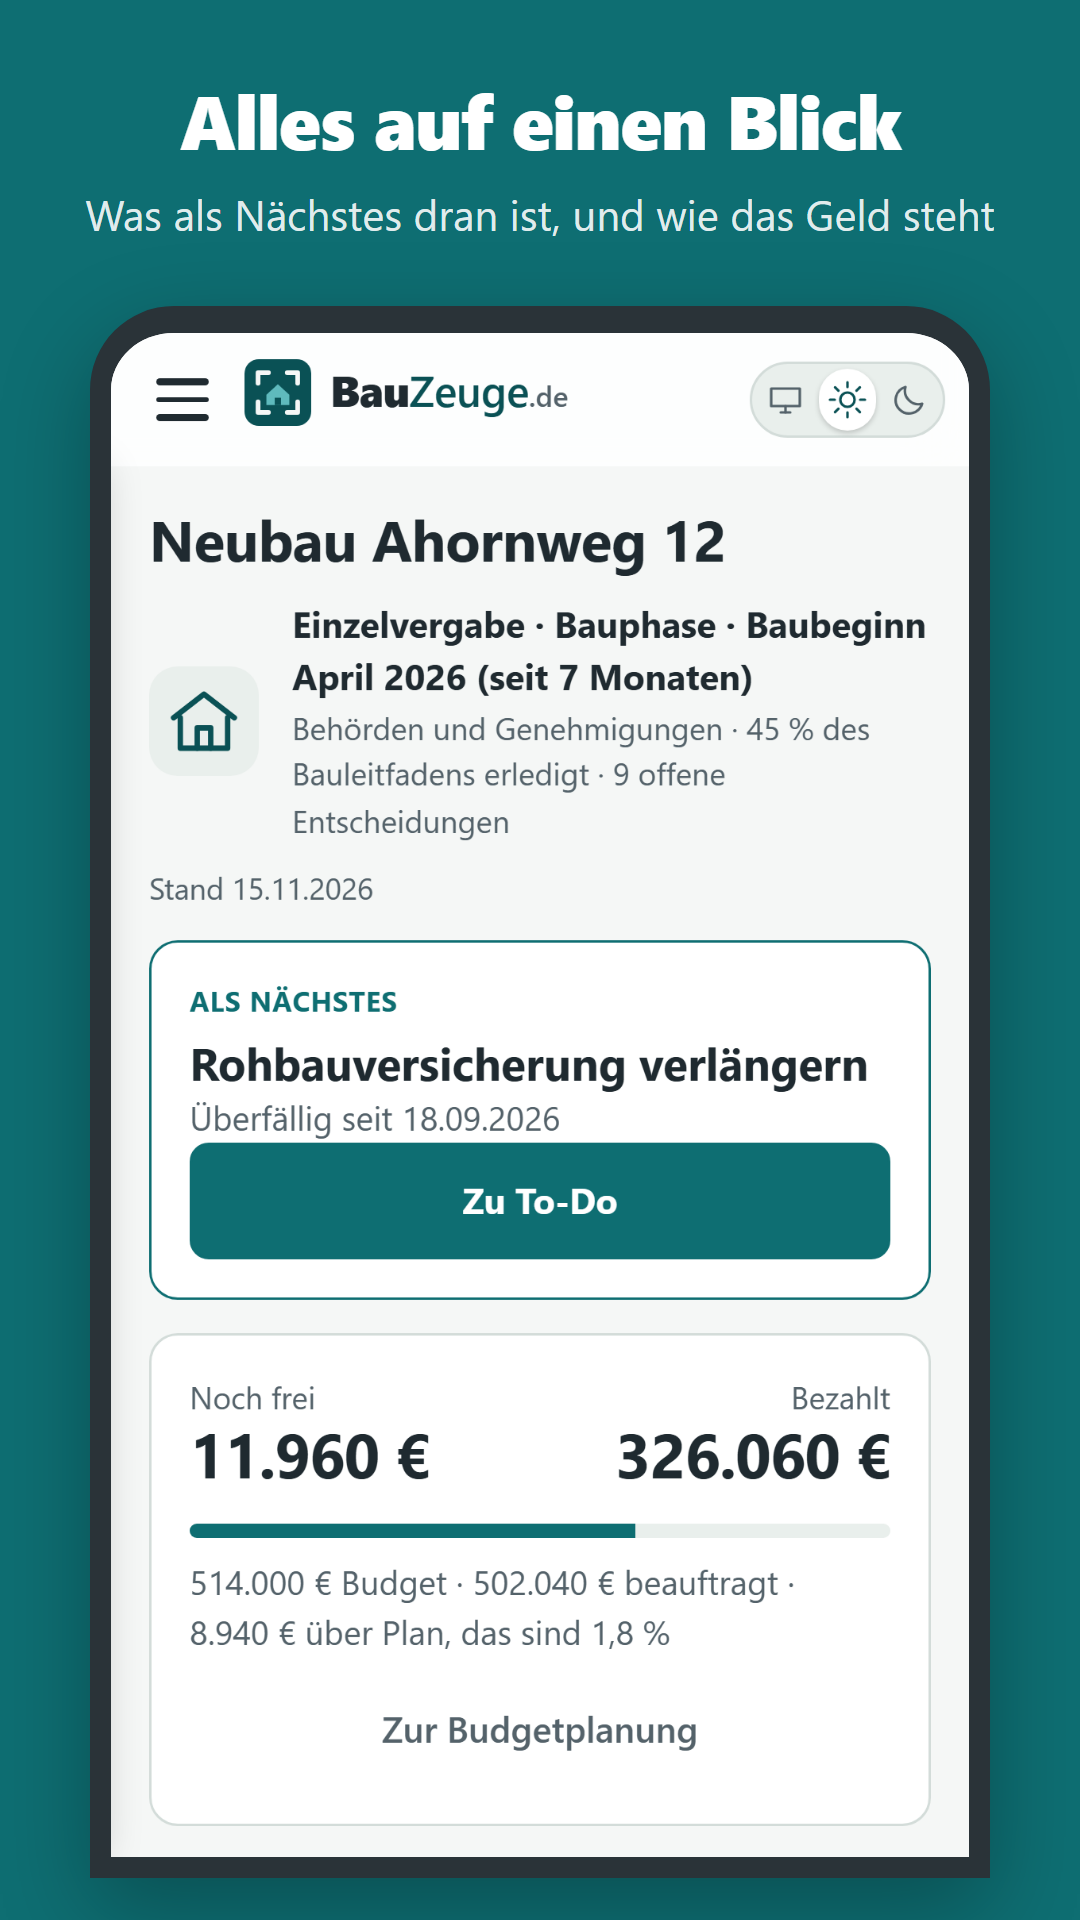 Alles auf einen Blick
Was als Nächstes dran ist, und wie das Geld steht
BauZeuge.de
Neubau Ahornweg 12
Einzelvergabe · Bauphase · Baubeginn
April 2026 (seit 7 Monaten)
Behörden und Genehmigungen · 45 % des
Bauleitfadens erledigt · 9 offene
Entscheidungen
Stand 15.11.2026
ALS NÄCHSTES
Rohbauversicherung verlängern
Überfällig seit 18.09.2026
Zu To-Do
Noch frei Bezahlt
11.960 € 326.060 €
514.000 € Budget · 502.040 € beauftragt ·
8.940 € über Plan, das sind 1,8 %
Zur Budgetplanung